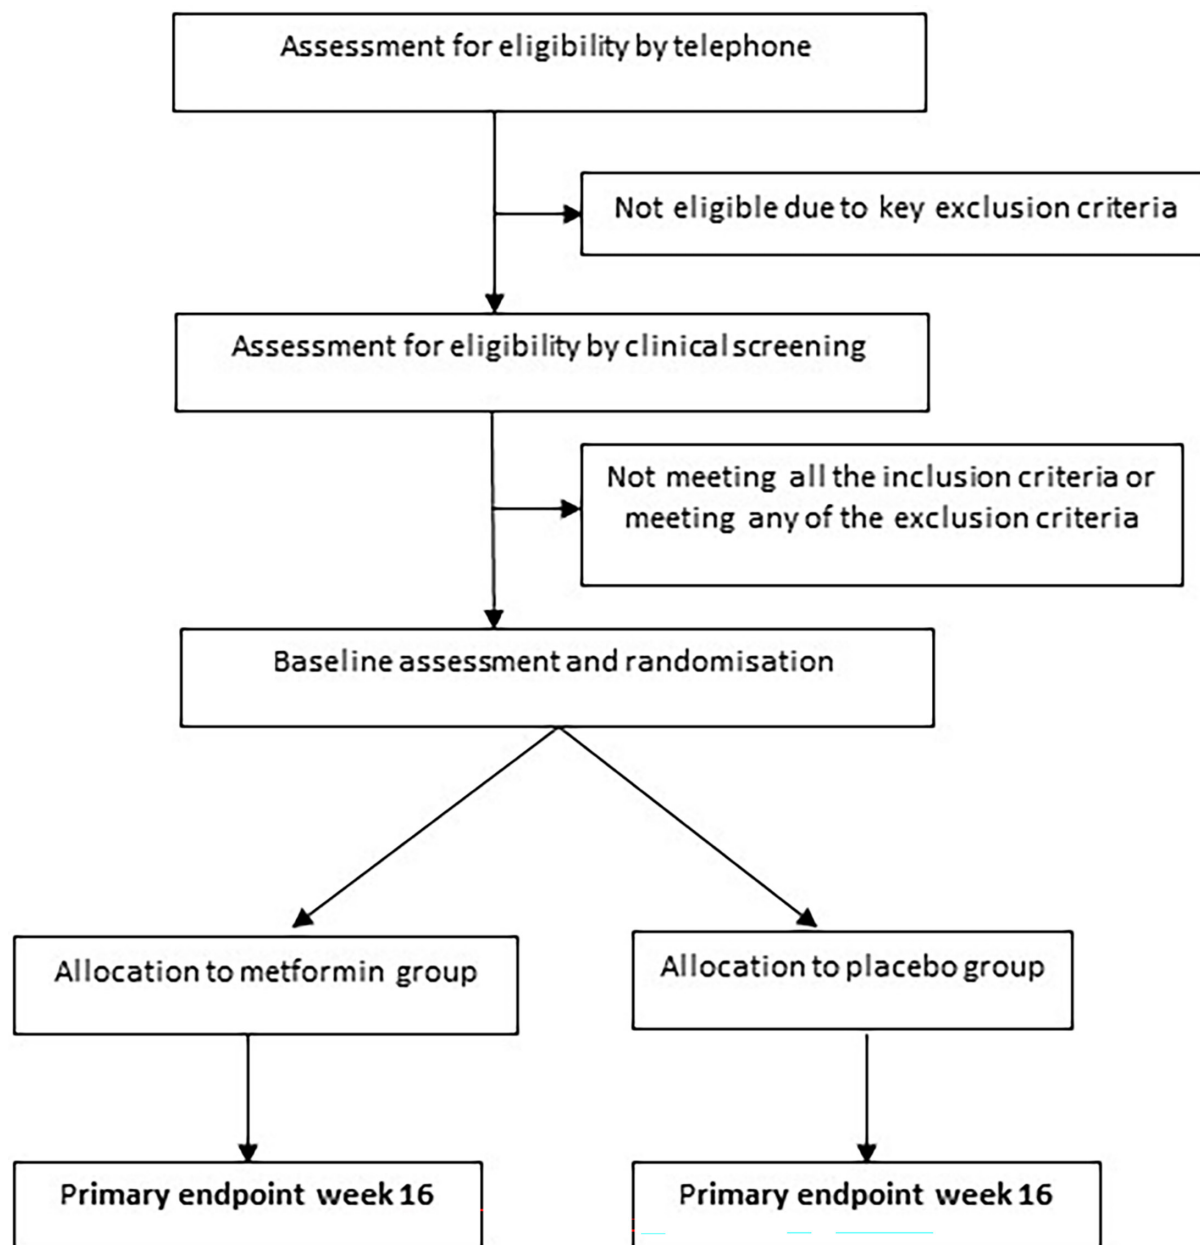 Assessment for eligibility by telephone
Not eligible due to key exclusion criteria
Assessment for eligibility by clinical screening
Not meeting all the inclusion criteria or
meeting any of the exclusion criteria
Baseline assessment and randomisation
Allocation to metformin group
Allocation to placebo group
Primary endpoint week 16
Primary endpoint week 16